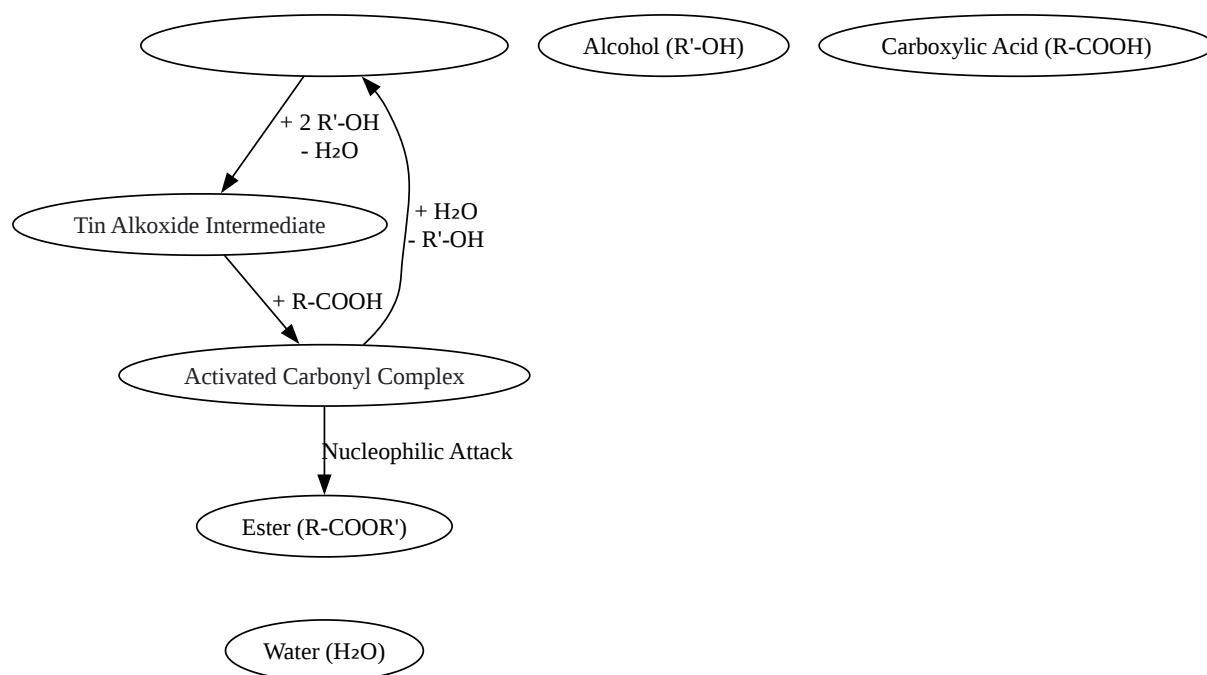 Alcohol (R'-OH)
Carboxylic Acid (R-COOH)
+ 2 R'-OH
- H₂O
Tin Alkoxide Intermediate
+ H₂O
- R'-OH
+ R-COOH
Activated Carbonyl Complex
Nucleophilic Attack
Ester (R-COOR')
Water (H₂O)